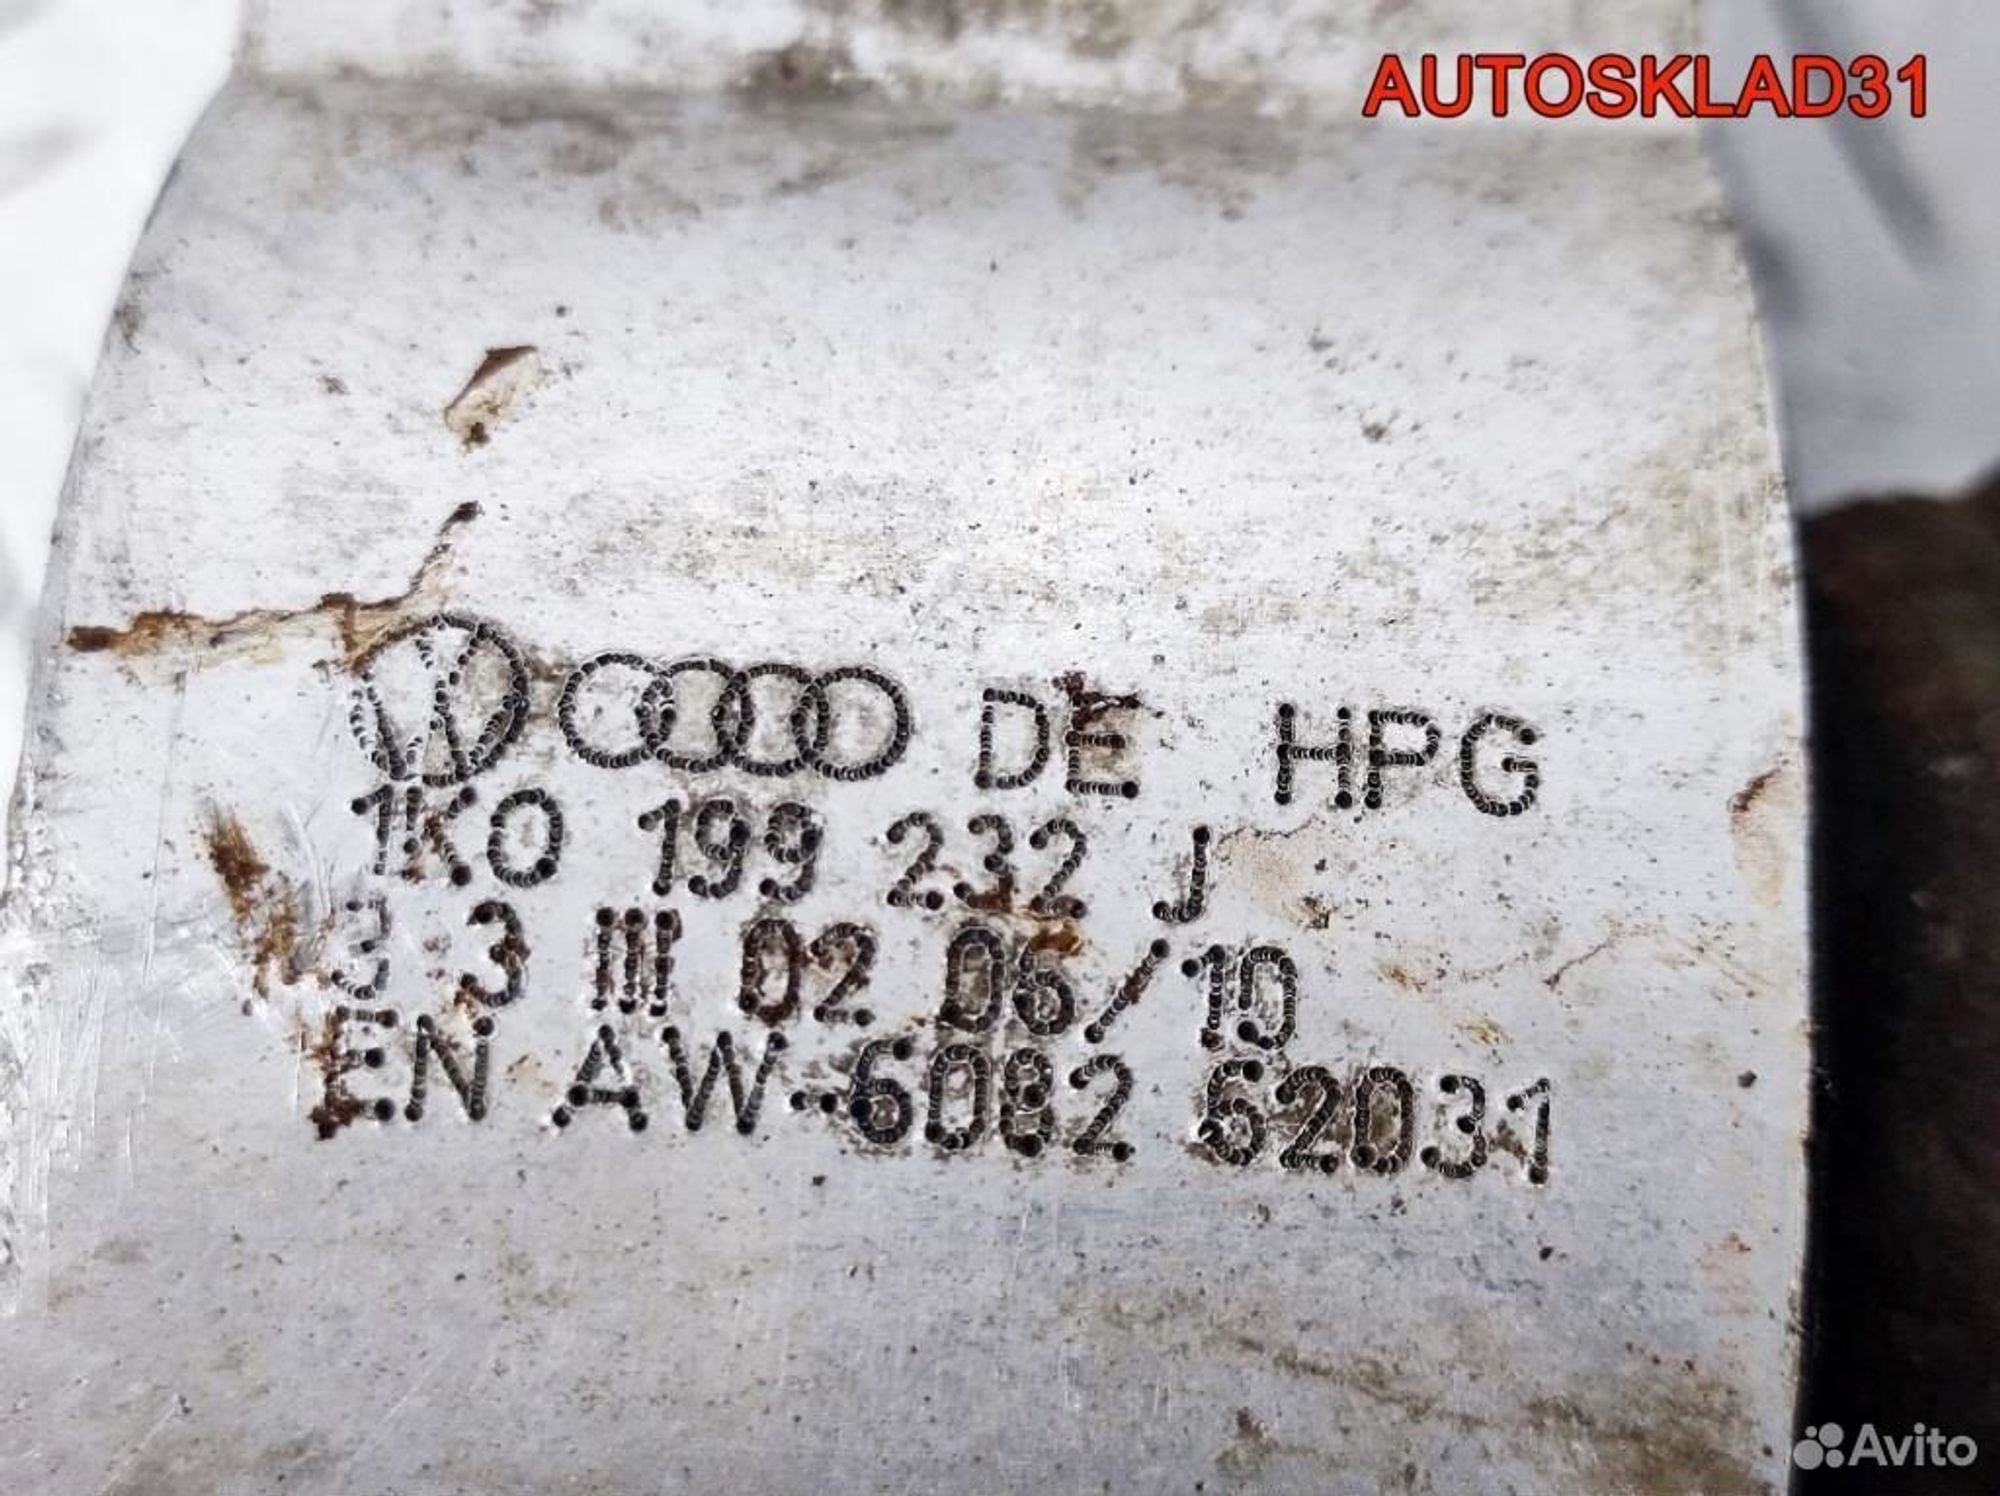 AUTOSKLAD31
DE HPG
1K0 199 232 J
3 3 III 02 06/10
EN AW-6082 62031
Avito